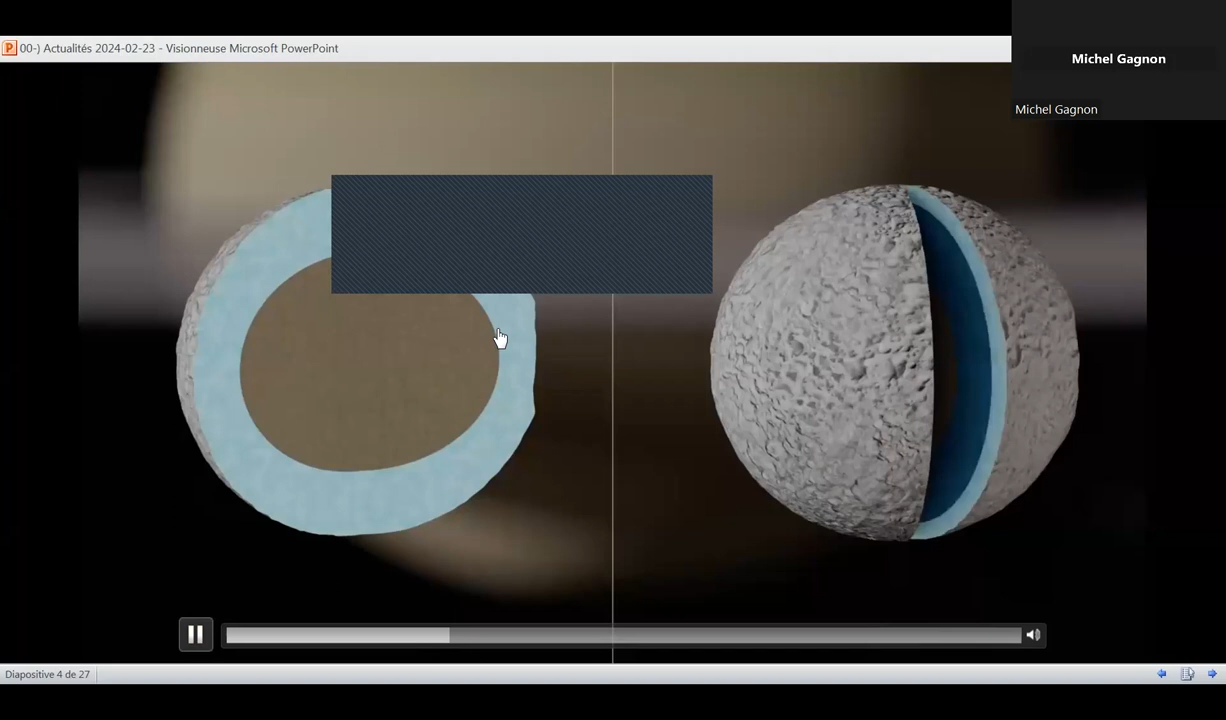 00-) Actualités 2024-02-23 - Visionneuse Microsoft PowerPoint
Michel Gagnon
Michel Gagnon
Diapositive 4 de 27